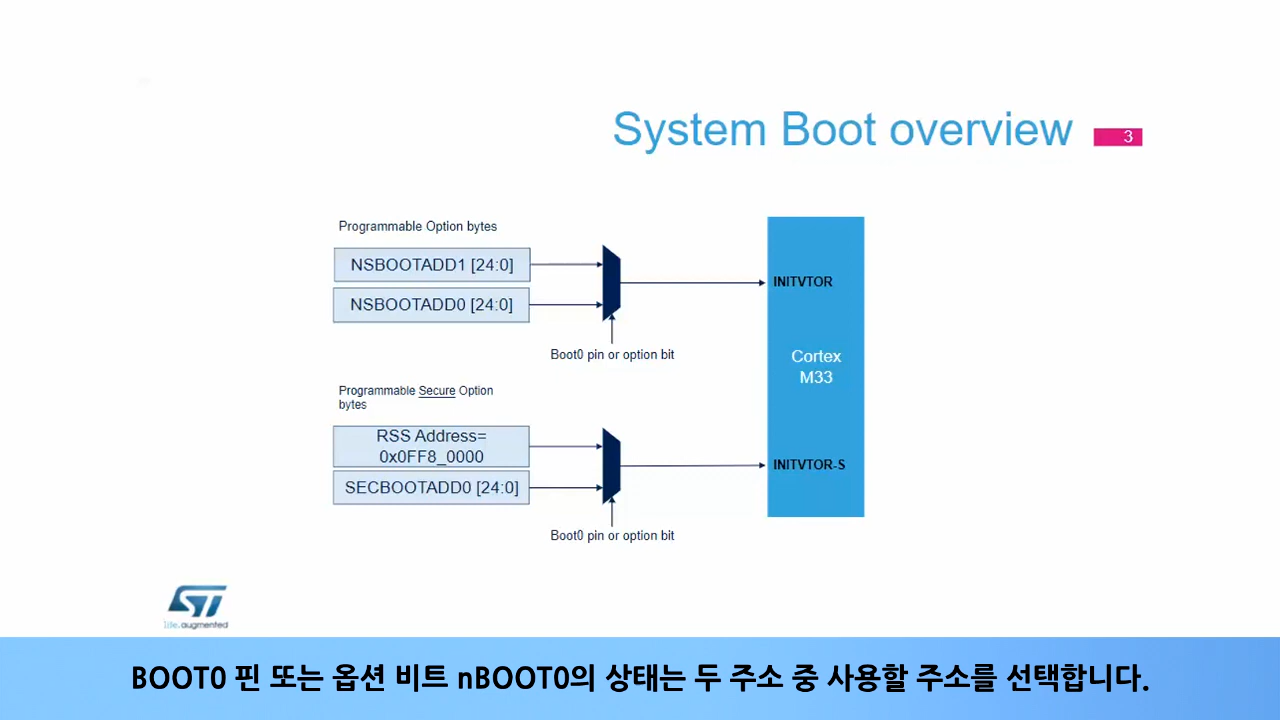 System Boot overview
3
Programmable Option bytes
NSBOOTADD1 [24:0]
NSBOOTADD0 [24:0]
Boot0 pin or option bit
INITVTOR
Cortex
M33
Programmable Secure Option
bytes
RSS Address=
0x0FF8_0000
SECBOOTADD0 [24:0]
Boot0 pin or option bit
INITVTOR-S
ST
life.augmented
BOOT0 핀 또는 옵션 비트 nBOOT0의 상태는 두 주소 중 사용할 주소를 선택합니다.